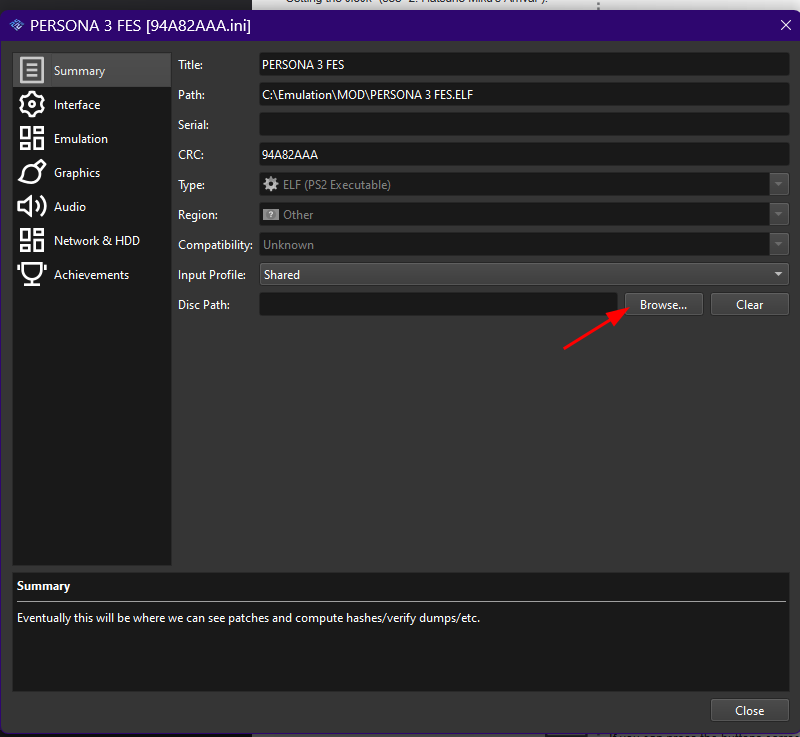 PERSONA 3 FES [94A82AAA.ini]
Summary
Interface
Emulation
Graphics
Audio
Network & HDD
Achievements
Title: PERSONA 3 FES
Path: C:\Emulation\MOD\PERSONA 3 FES.ELF
Serial:
CRC: 94A82AAA
Type: ELF (PS2 Executable)
Region: ? Other
Compatibility: Unknown
Input Profile: Shared
Disc Path: Browse... Clear
Summary
Eventually this will be where we can see patches and compute hashes/verify dumps/etc.
Close